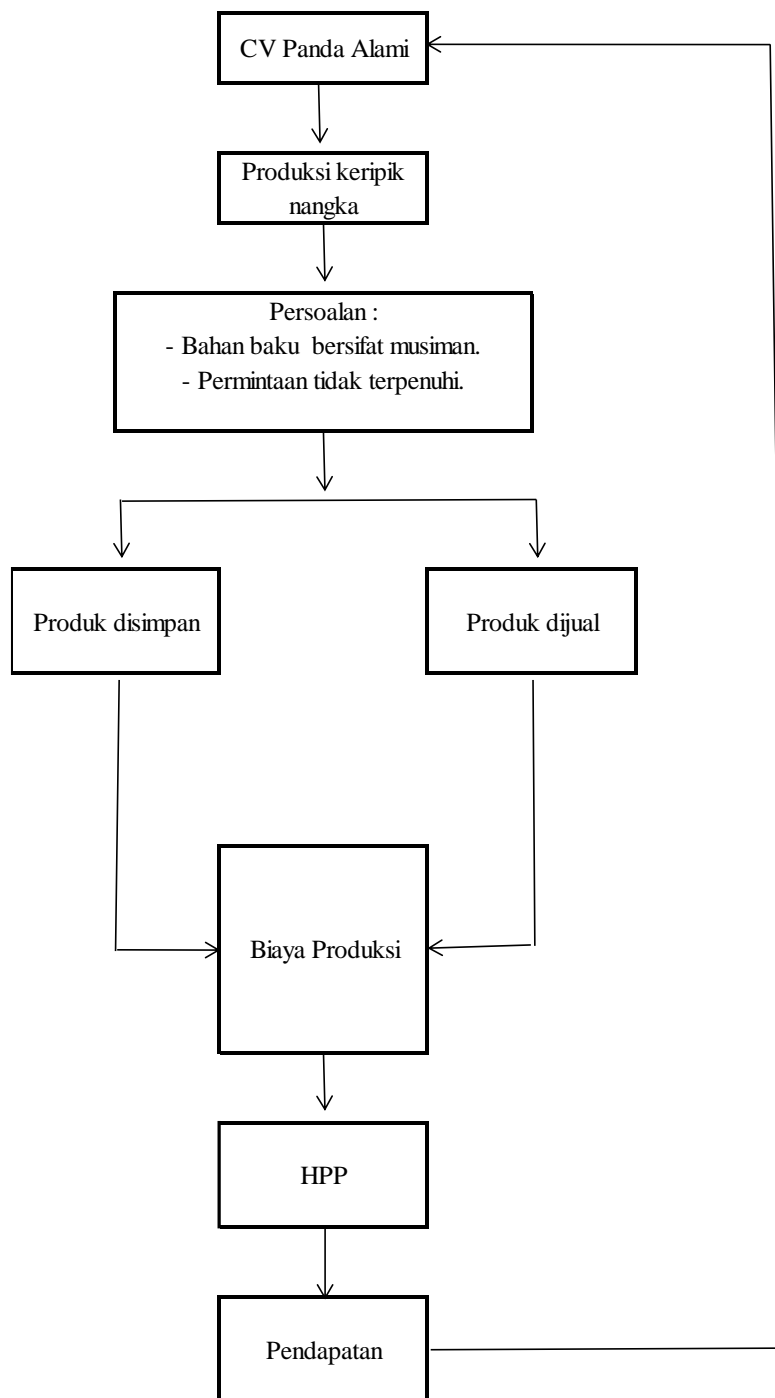 CV Panda Alami
Produksi keripik
nangka
Persoalan :
- Bahan baku bersifat musiman.
- Permintaan tidak terpenuhi.
Produk disimpan
Produk dijual
Biaya Produksi
HPP
Pendapatan